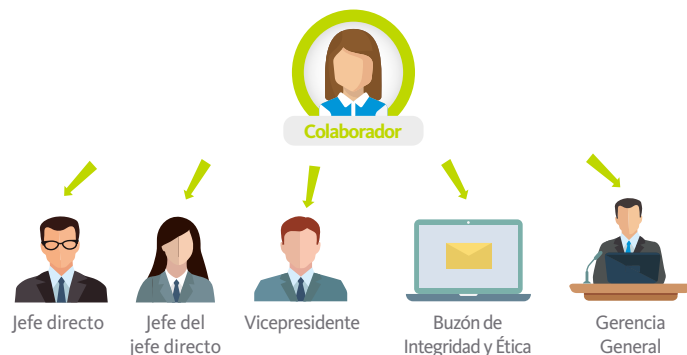 Colaborador
Jefe directo
Jefe del
jefe directo
Vicepresidente
Buzón de
Integridad y Ética
Gerencia
General